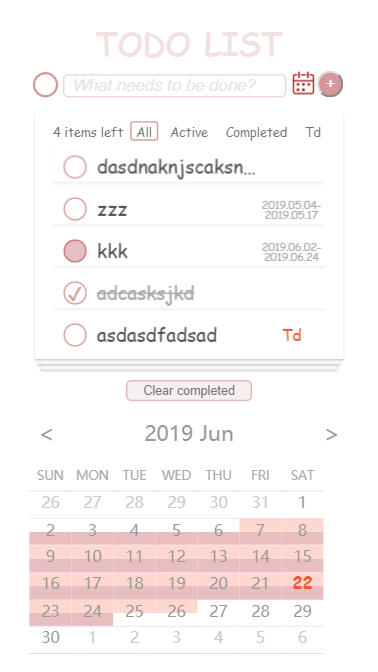 TODO LIST
What needs to be done? +
4 items left All Active Completed Td
dasdnaknjscaksn...
zzz 2019.05.04-
2019.05.17
kkk 2019.06.02-
2019.06.24
adcasksjkd
asdasdfadsad Td
Clear completed
< 2019 Jun >
SUN MON TUE WED THU FRI SAT
26 27 28 29 30 31 1
2 3 4 5 6 7 8
9 10 11 12 13 14 15
16 17 18 19 20 21 22
23 24 25 26 27 28 29
30 1 2 3 4 5 6